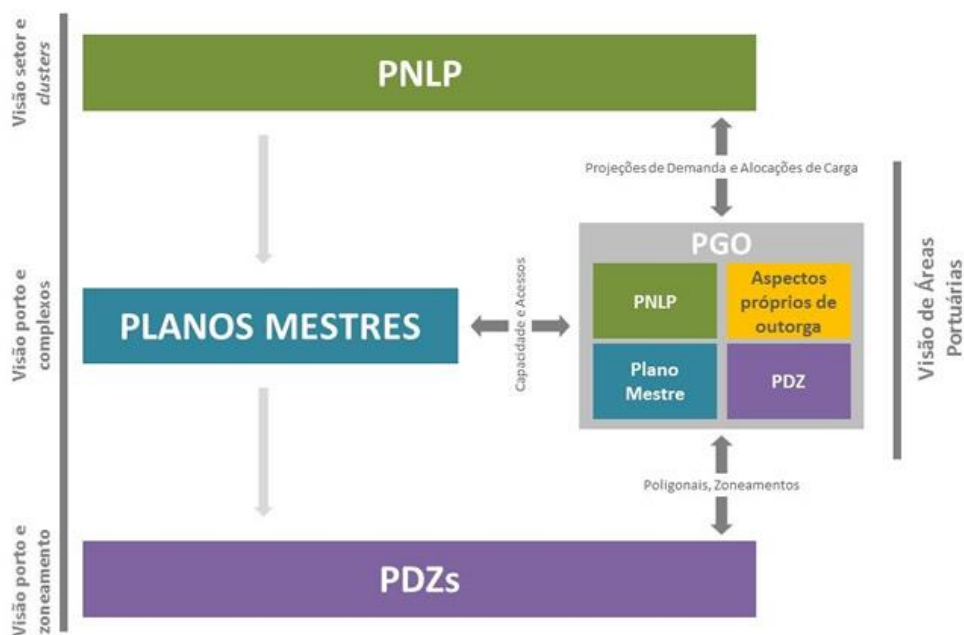 Visão setor e
dusters
PNLP
Projeções de Demanda e Alocações de Carga
PGO
PNLP
Aspectos
próprios de
outorga
Visão porto e
complexos
PLANOS MESTRES
Capacidade e Acessos
Plano
Mestre
PDZ
Visão de Áreas
Portuárias
Poligonais, Zoneamentos
Visão porto e
zoneamento
PDZs